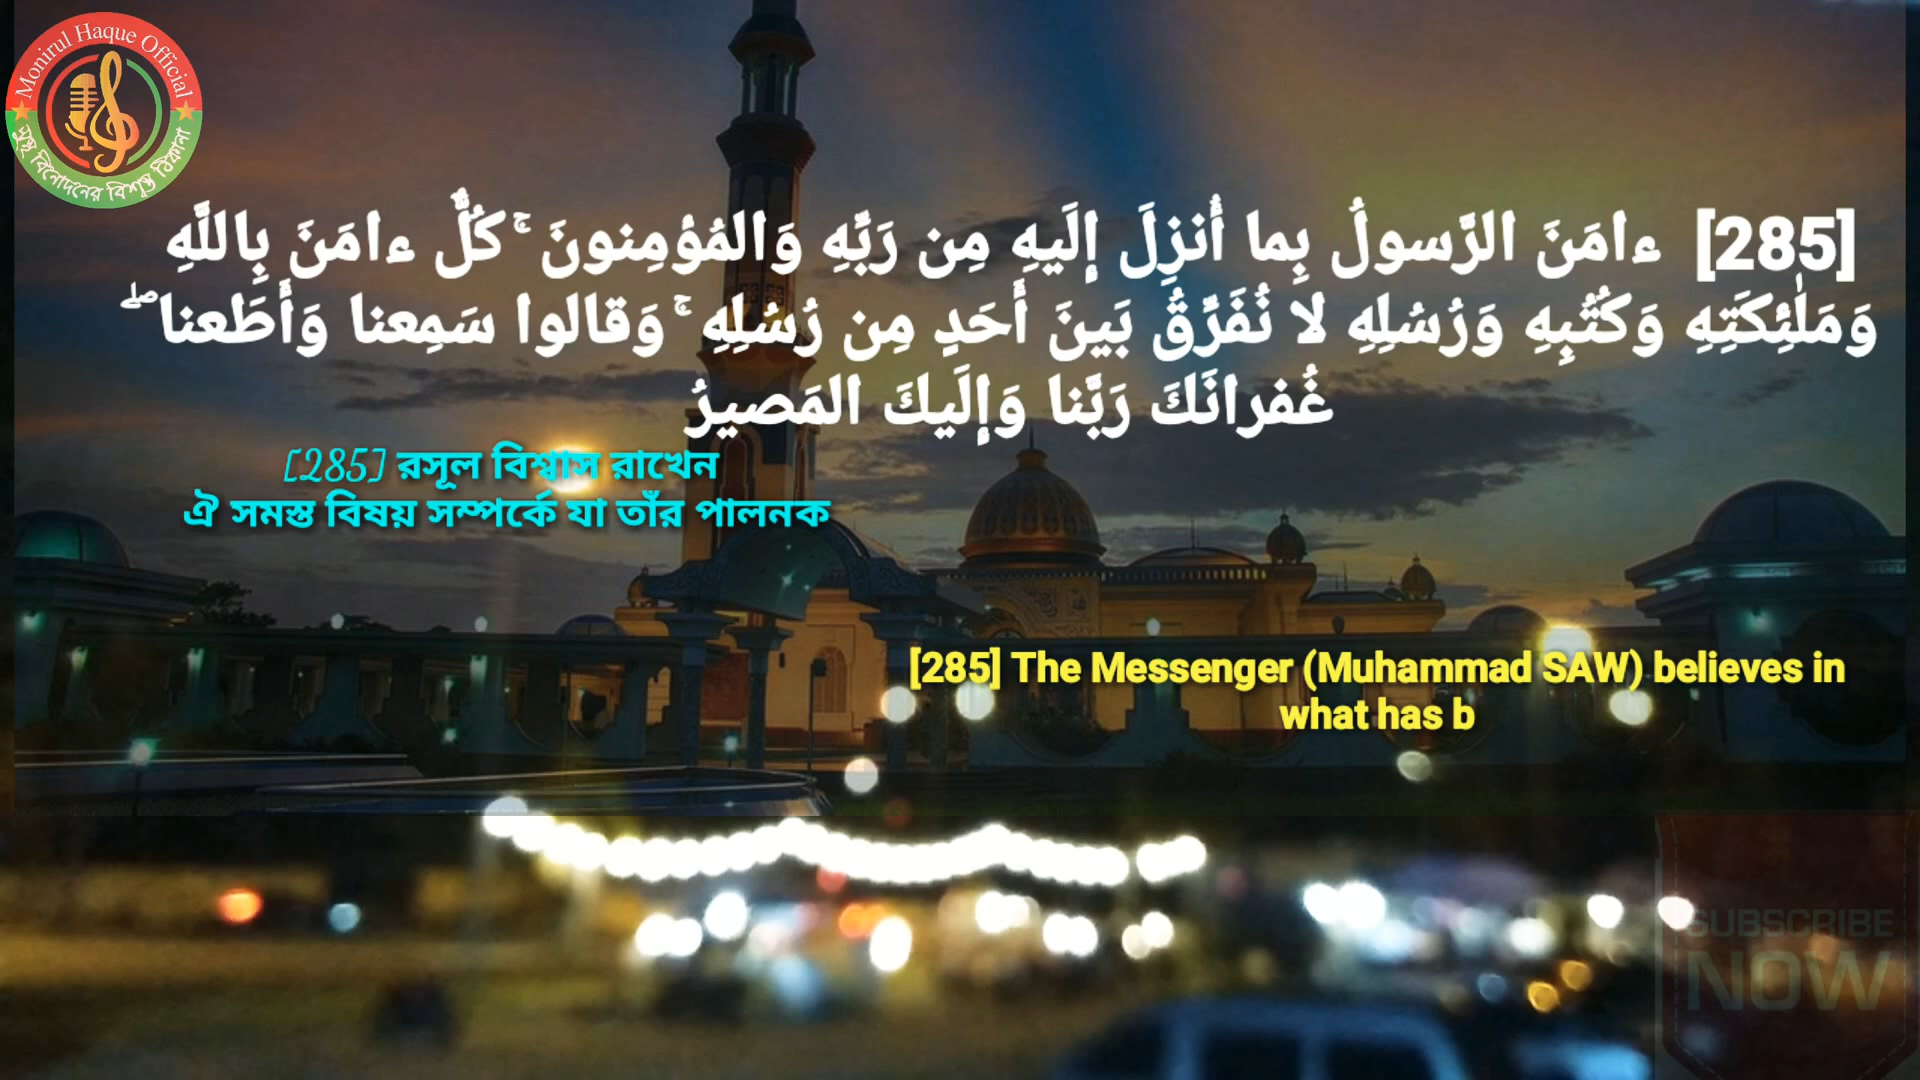 Monirul Haque Official
সুস্থ বিনোদনের বিশ্বস্ত ঠিকানা
[285] ءامَنَ الرَّسولُ بِما أُنزِلَ إِلَيهِ مِن رَبِّهِ وَالمُؤمِنونَ ۚ كُلٌّ ءامَنَ بِاللَّهِ
وَمَلٰئِكَتِهِ وَكُتُبِهِ وَرُسُلِهِ لا نُفَرِّقُ بَينَ أَحَدٍ مِن رُسُلِهِ ۚ وَقالوا سَمِعنا وَأَطَعنا ۖ
غُفرانَكَ رَبَّنا وَإِلَيكَ المَصيرُ
[285] রসূল বিশ্বাস রাখেন
ঐ সমস্ত বিষয় সম্পর্কে যা তাঁর পালনক
[285] The Messenger (Muhammad SAW) believes in
what has b
SUBSCRIBE
NOW